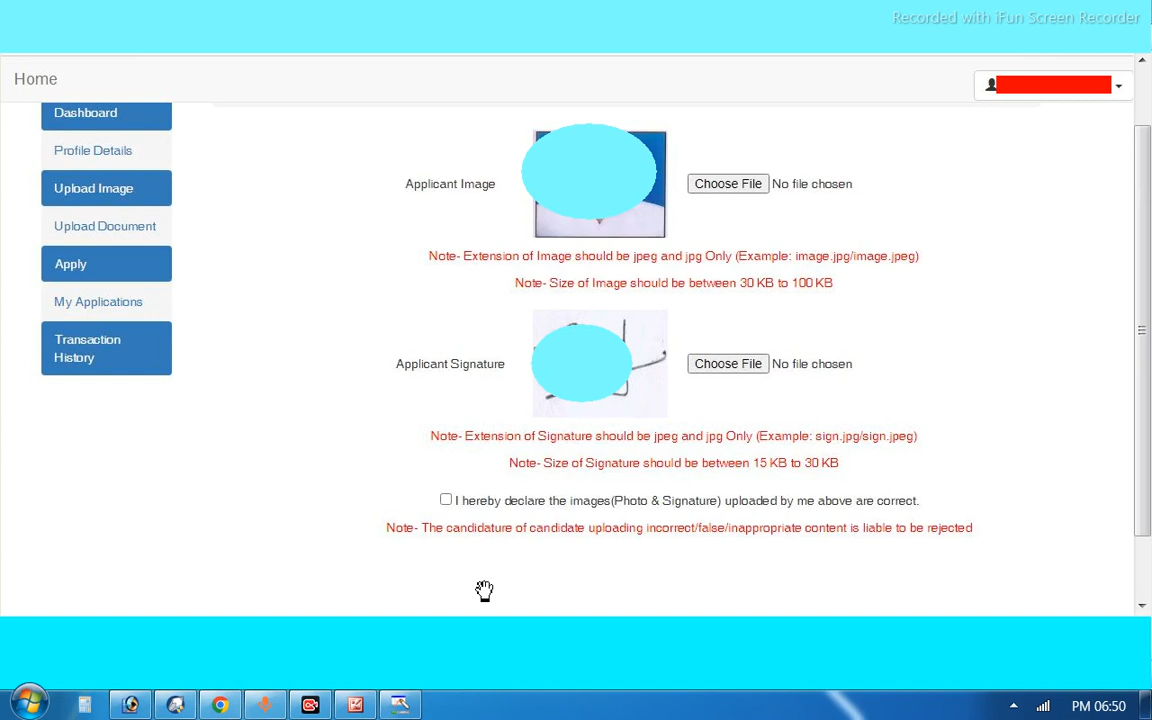 Recorded with iFun Screen Recorder
Home
Dashboard
Profile Details
Upload Image
Upload Document
Apply
My Applications
Transaction
History
Applicant Image
Choose File No file chosen
Note- Extension of Image should be jpeg and jpg Only (Example: image.jpg/image.jpeg)
Note- Size of Image should be between 30 KB to 100 KB
Applicant Signature
Choose File No file chosen
Note- Extension of Signature should be jpeg and jpg Only (Example: sign.jpg/sign.jpeg)
Note- Size of Signature should be between 15 KB to 30 KB
I hereby declare the images(Photo & Signature) uploaded by me above are correct.
Note- The candidature of candidate uploading incorrect/false/inappropriate content is liable to be rejected
PM 06:50